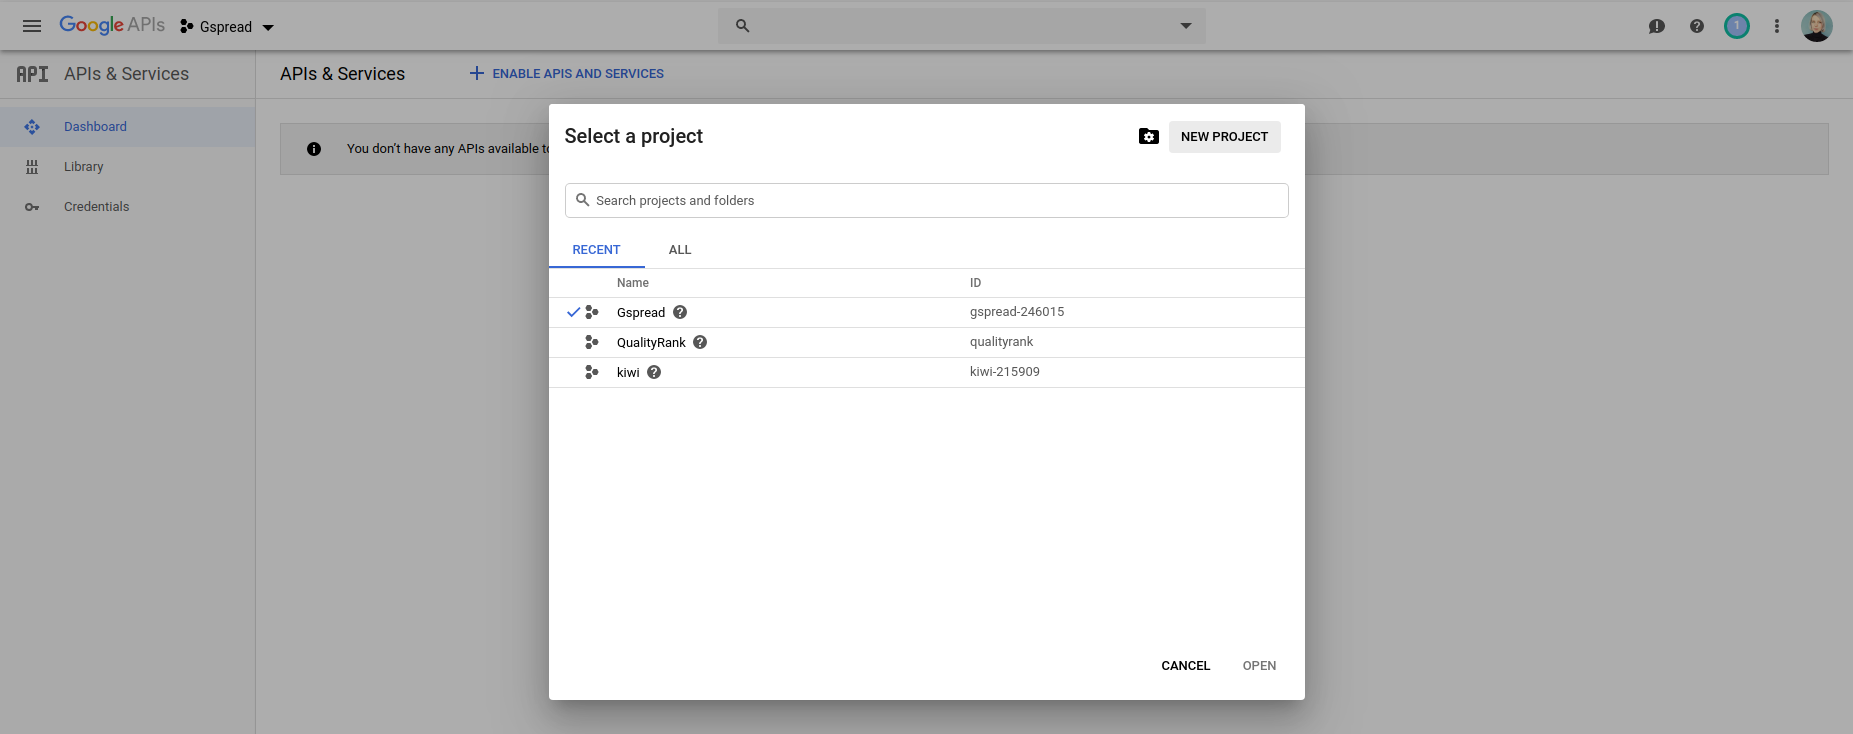 Google APIs Gspread 1
API APIs & Services
APIs & Services ENABLE APIS AND SERVICES
Dashboard
Library
Credentials
You don't have any APIs available to
Select a project NEW PROJECT
Search projects and folders
RECENT ALL
Name ID
Gspread gspread-246015
QualityRank qualityrank
kiwi kiwi-215909
CANCEL OPEN